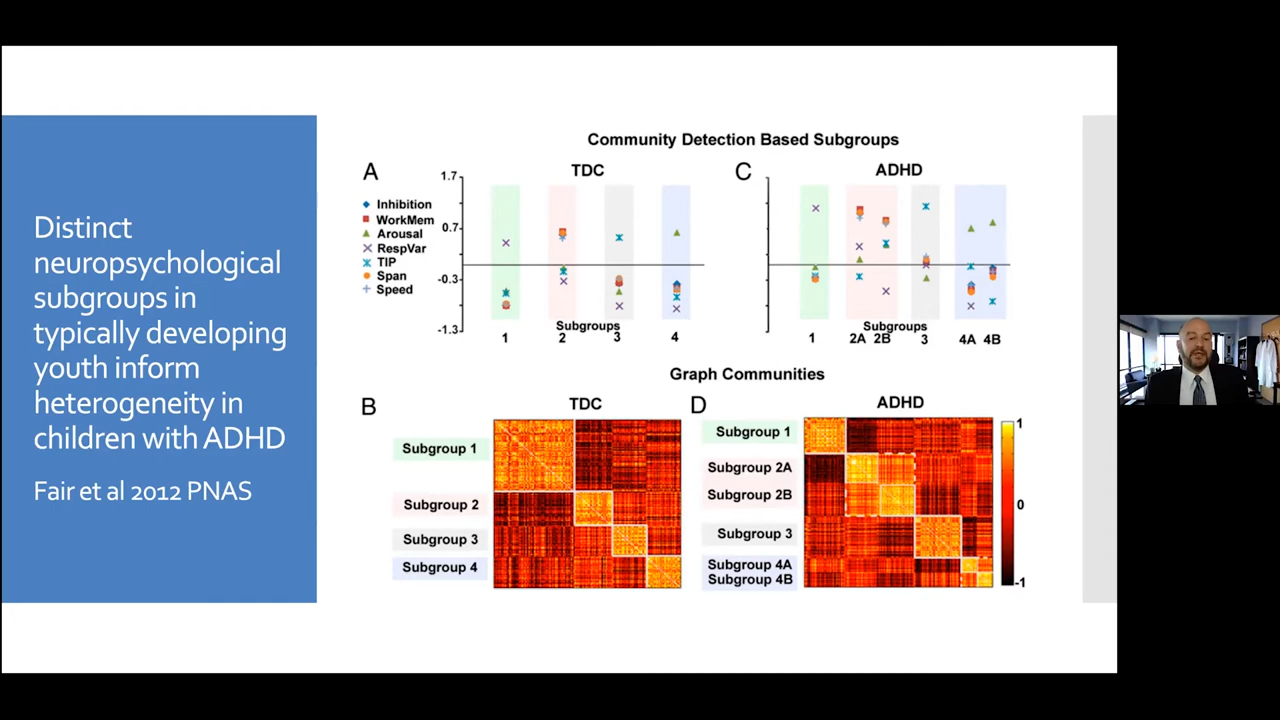 Distinct
neuropsychological
subgroups in
typically developing
youth inform
heterogeneity in
children with ADHD
Fair et al 2012 PNAS
Community Detection Based Subgroups
A
TDC
C
ADHD
1.7
0.7
-0.3
-1.3
Inhibition
WorkMem
Arousal
RespVar
TIP
Span
Speed
Subgroups
1 2 3 4
Subgroups
1 2A 2B 3 4A 4B
Graph Communities
B
TDC
D
ADHD
Subgroup 1
Subgroup 2
Subgroup 3
Subgroup 4
Subgroup 1
Subgroup 2A
Subgroup 2B
Subgroup 3
Subgroup 4A
Subgroup 4B
1
0
-1